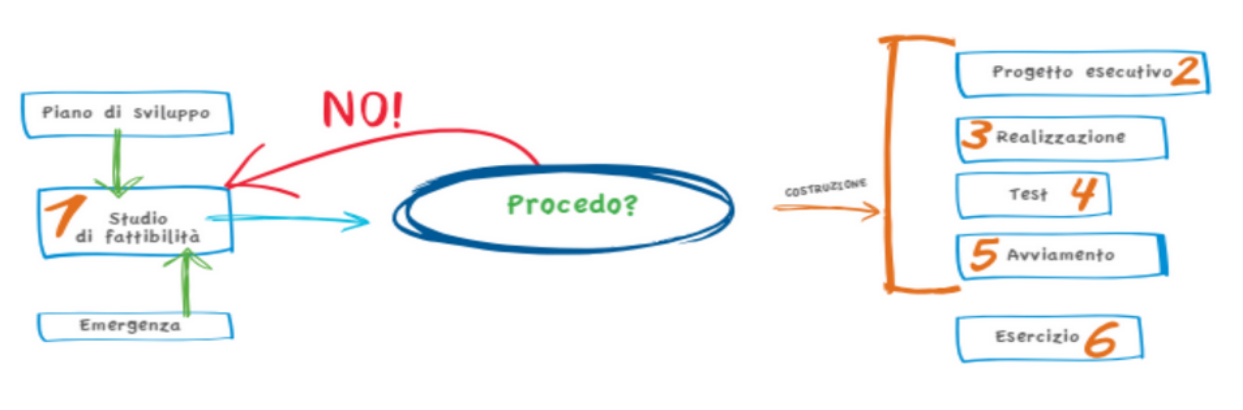 Piano di sviluppo
NO!
1 Studio
di fattibilità
Emergenza
Procedo?
COSTRUZIONE
Progetto esecutivo 2
3 Realizzazione
Test 4
5 Avviamento
Esercizio 6